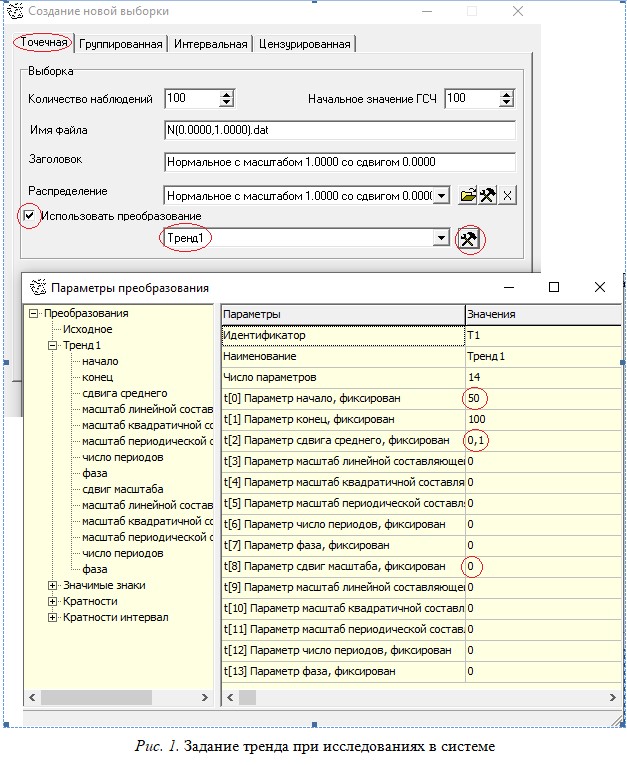 Создание новой выборки
Точечная Группированная Интервальная Цензурированная
Выборка
Количество наблюдений 100 Начальное значение ГСЧ 100
Имя файла N(0.0000,1.0000).dat
Заголовок Нормальное с масштабом 1.0000 со сдвигом 0.0000
Распределение Нормальное с масштабом 1.0000 со сдвигом 0.000(
Использовать преобразование
Тренд1
Параметры преобразования
Преобразования
Исходное
Тренд1
начало
конец
сдвига среднего
масштаб линейной состав
масштаб квадратичной со
масштаб периодической с
число периодов
фаза
сдвиг масштаба
масштаб линейной состав
масштаб квадратичной со
масштаб периодической с
число периодов
фаза
Значимые знаки
Кратности
Кратности интервал
Параметры Значения
Идентификатор T1
Наименование Тренд1
Число параметров 14
t[0] Параметр начало, фиксирован 50
t[1] Параметр конец, фиксирован 100
t[2] Параметр сдвига среднего, фиксирован 0,1
t[3] Параметр масштаб линейной составляющей 0
t[4] Параметр масштаб квадратичной составля 0
t[5] Параметр масштаб периодической составл 0
t[6] Параметр число периодов, фиксирован 0
t[7] Параметр фаза, фиксирован 0
t[8] Параметр сдвиг масштаба, фиксирован 0
t[9] Параметр масштаб линейной составляющей 0
t[10] Параметр масштаб квадратичной составл 0
t[11] Параметр масштаб периодической состав 0
t[12] Параметр число периодов, фиксирован 0
t[13] Параметр фаза, фиксирован 0
Рис. 1. Задание тренда при исследованиях в системе